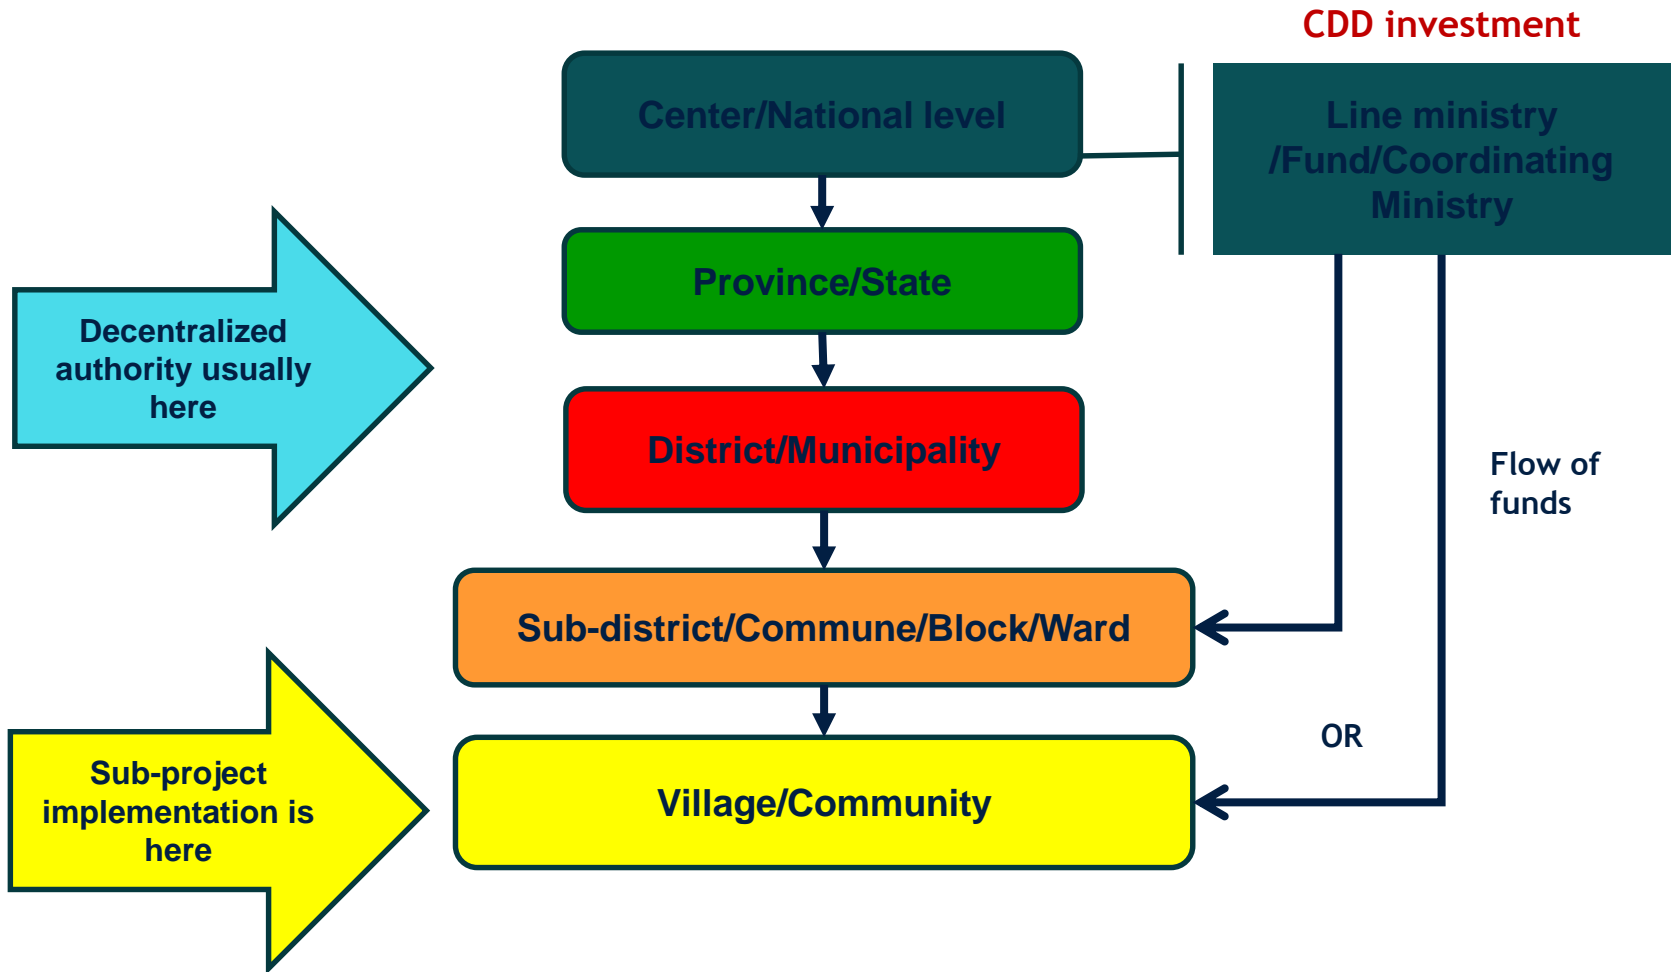 CDD investment
Center/National level
Line ministry
/Fund/Coordinating
Ministry
Province/State
Decentralized
authority usually
here
District/Municipality
Flow of
funds
Sub-district/Commune/Block/Ward
OR
Sub-project
implementation is
here
Village/Community